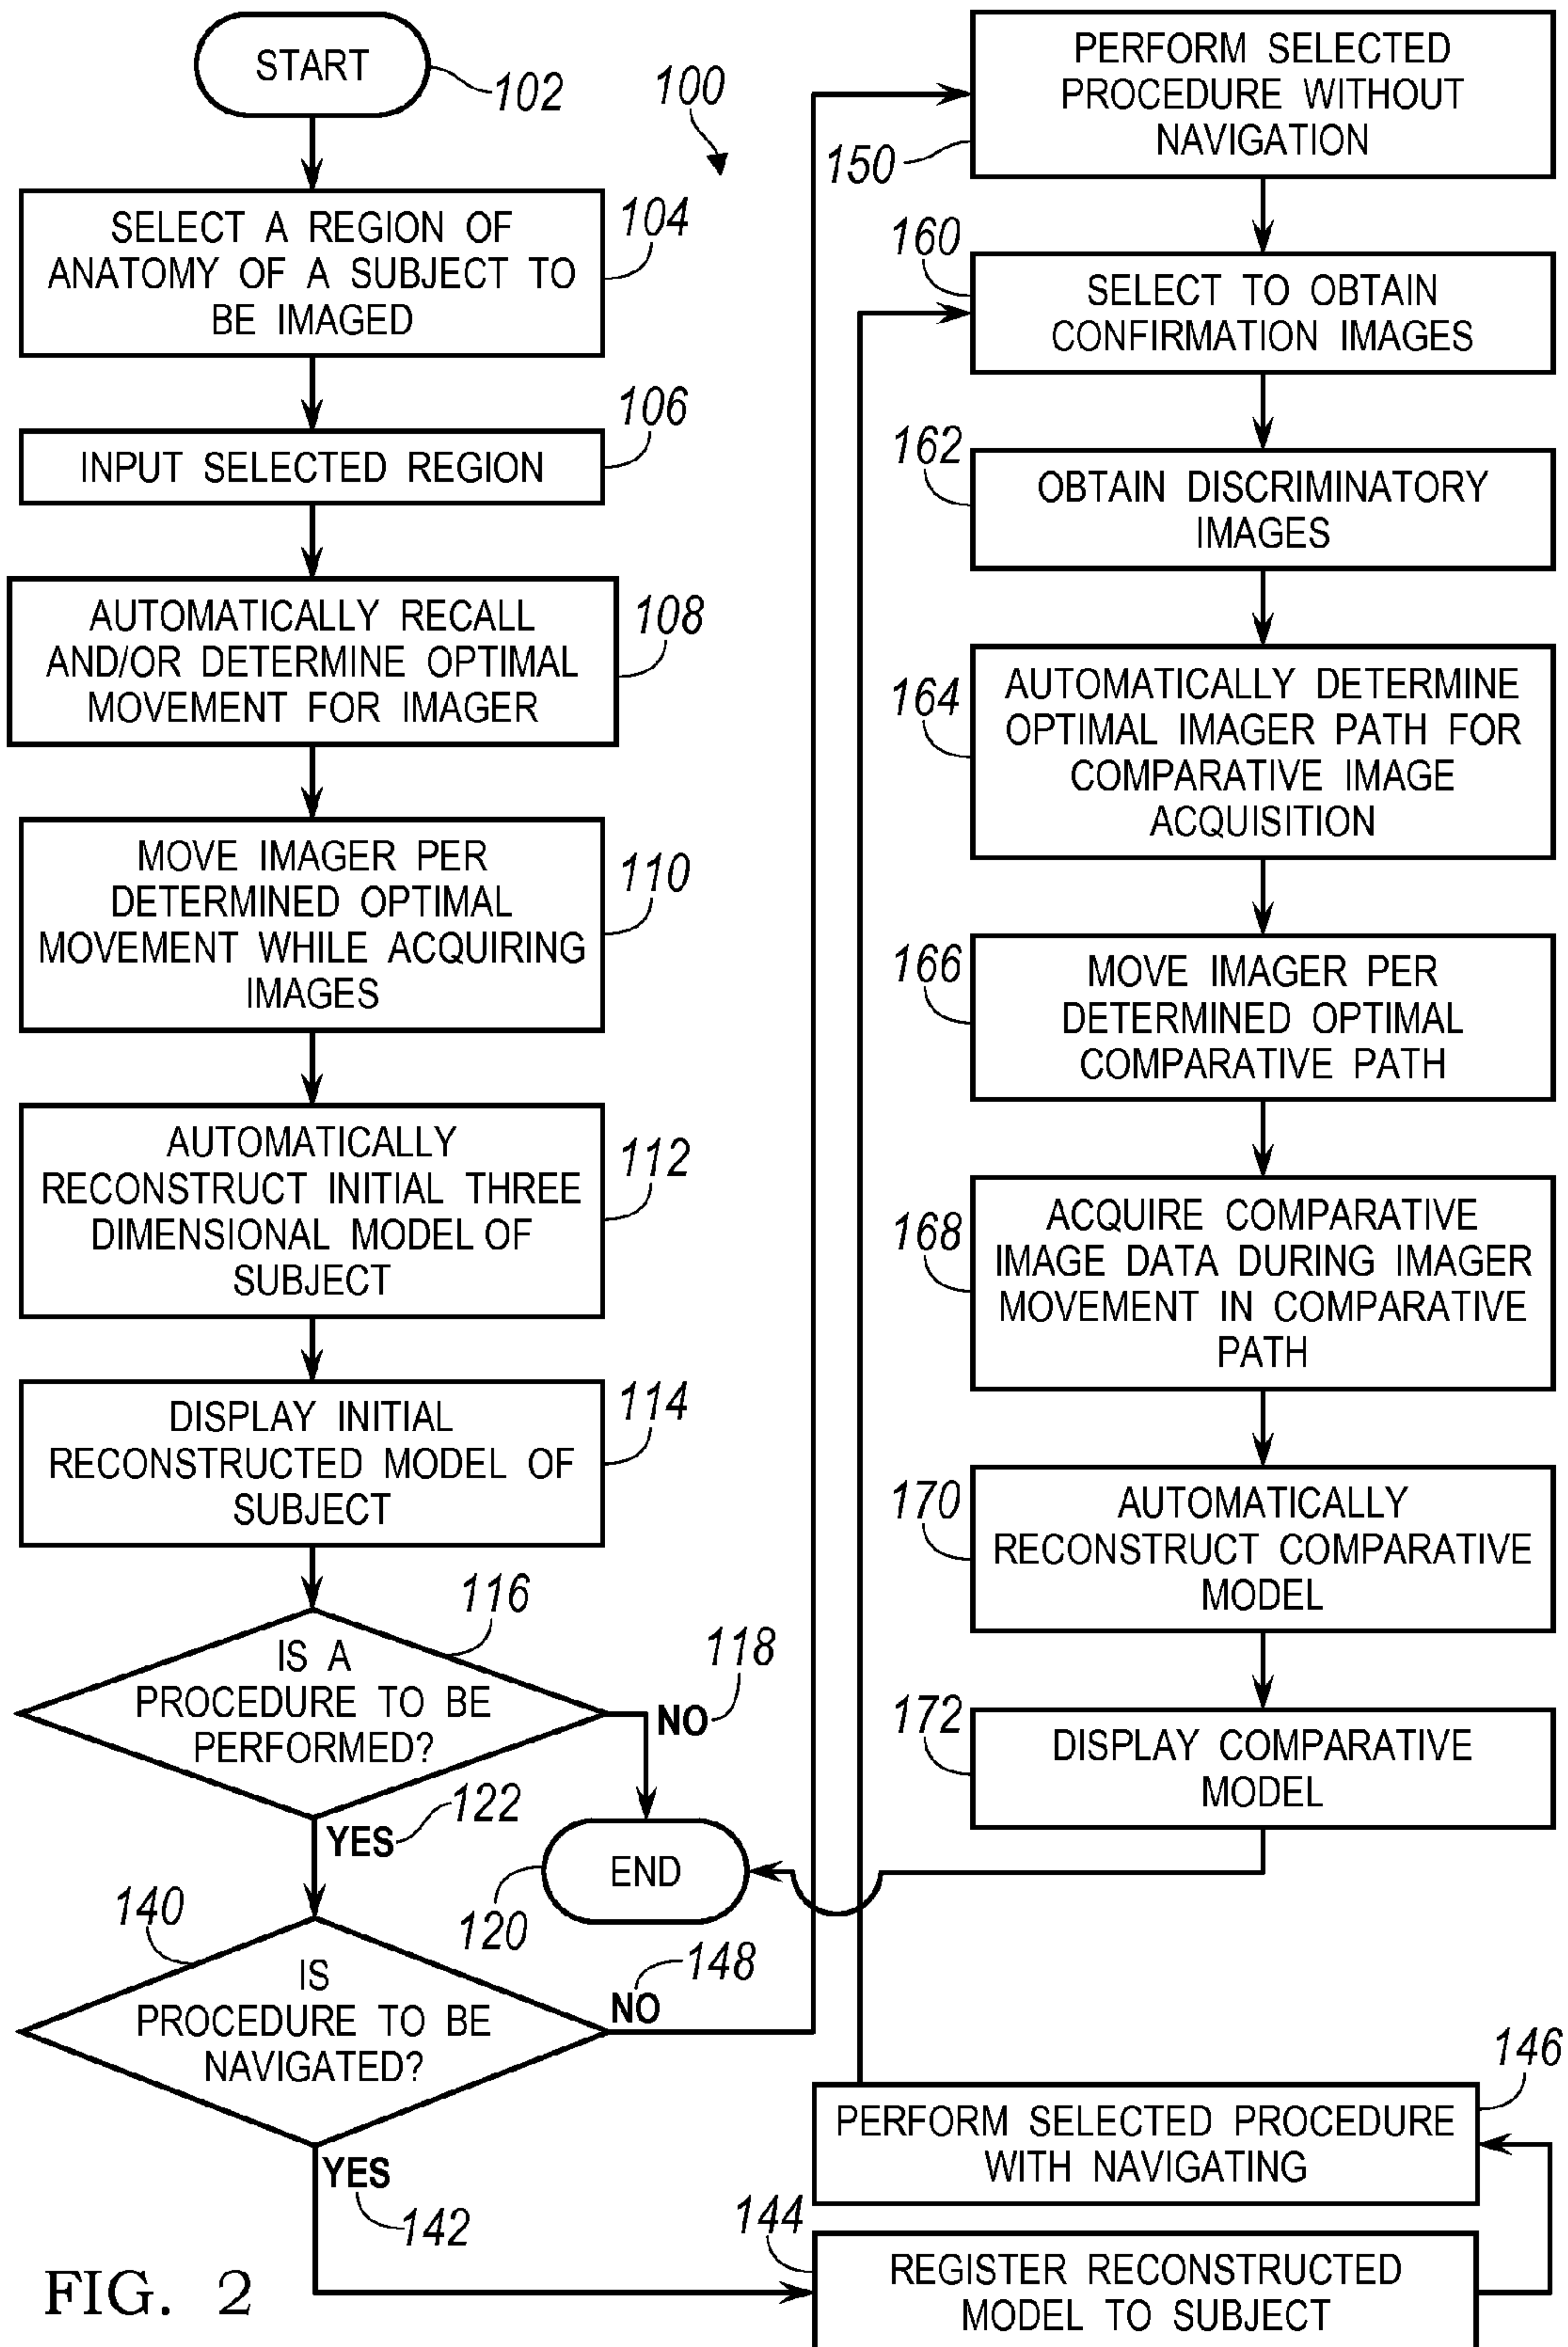 START
102
100
SELECT A REGION OF
ANATOMY OF A SUBJECT TO
BE IMAGED
104
INPUT SELECTED REGION
106
AUTOMATICALLY RECALL
AND/OR DETERMINE OPTIMAL
MOVEMENT FOR IMAGER
108
MOVE IMAGER PER
DETERMINED OPTIMAL
MOVEMENT WHILE ACQUIRING
IMAGES
110
AUTOMATICALLY
RECONSTRUCT INITIAL THREE
DIMENSIONAL MODEL OF
SUBJECT
112
DISPLAY INITIAL
RECONSTRUCTED MODEL OF
SUBJECT
114
IS A
PROCEDURE TO BE
PERFORMED?
116
NO
118
END
120
YES
122
IS
PROCEDURE TO BE
NAVIGATED?
140
NO
148
YES
142
REGISTER RECONSTRUCTED
MODEL TO SUBJECT
144
PERFORM SELECTED PROCEDURE
WITH NAVIGATING
146
PERFORM SELECTED
PROCEDURE WITHOUT
NAVIGATION
150
160
SELECT TO OBTAIN
CONFIRMATION IMAGES
162
OBTAIN DISCRIMINATORY
IMAGES
164
AUTOMATICALLY DETERMINE
OPTIMAL IMAGER PATH FOR
COMPARATIVE IMAGE
ACQUISITION
166
MOVE IMAGER PER
DETERMINED OPTIMAL
COMPARATIVE PATH
168
ACQUIRE COMPARATIVE
IMAGE DATA DURING IMAGER
MOVEMENT IN COMPARATIVE
PATH
170
AUTOMATICALLY
RECONSTRUCT COMPARATIVE
MODEL
172
DISPLAY COMPARATIVE
MODEL
FIG. 2